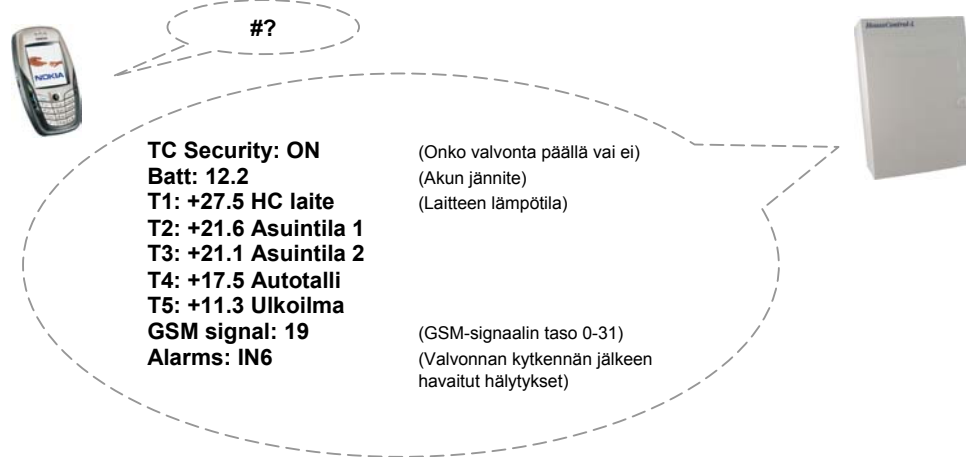 #?
HouseControl-L
NOKIA
TC Security: ON (Onko valvonta päällä vai ei)
Batt: 12.2 (Akun jännite)
T1: +27.5 HC laite (Laitteen lämpötila)
T2: +21.6 Asuintila 1
T3: +21.1 Asuintila 2
T4: +17.5 Autotalli
T5: +11.3 Ulkoilma
GSM signal: 19 (GSM-signaalin taso 0-31)
Alarms: IN6 (Valvonnan kytkennän jälkeen
havaitut hälytykset)